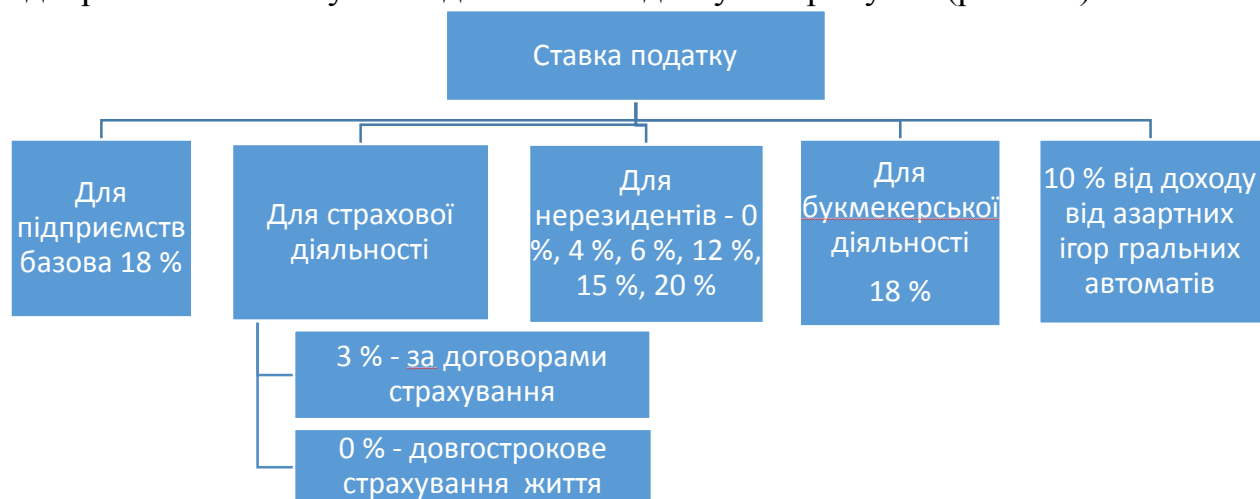 Ставка податку
Для
підприємств
базова 18 %
Для страхової
діяльності
Для
нерезидентів - 0
%, 4 %, 6 %, 12 %,
15 %, 20 %
Для
букмекерської
діяльності
18 %
10 % від доходу
від азартних
ігор гральних
автоматів
3 % - за договорами
страхування
0 % - довгострокове
страхування життя